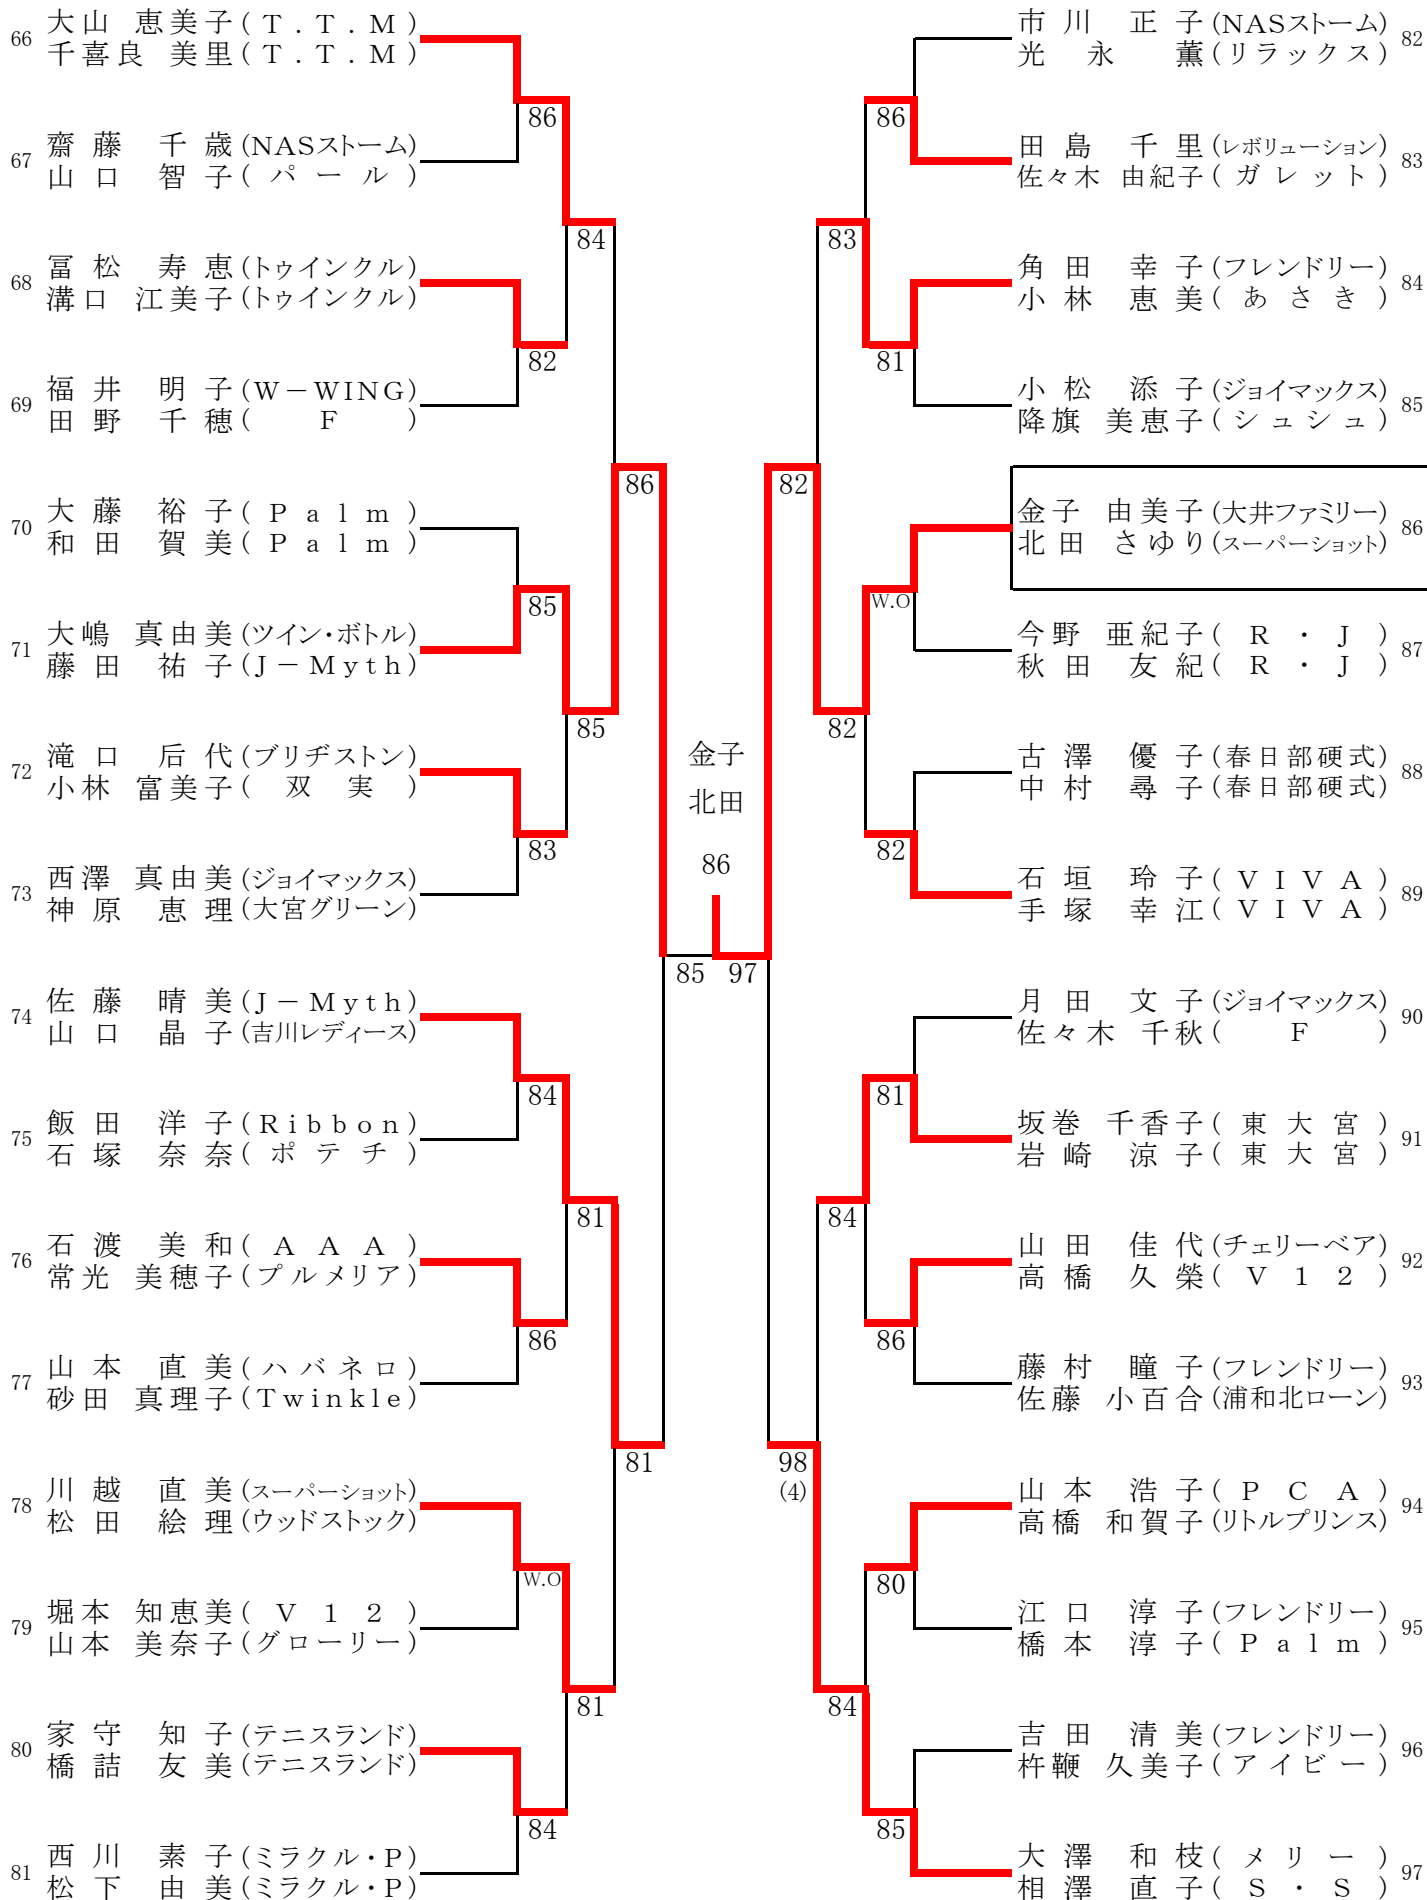 66 大山 恵美子 (T.T.M)
千喜良 美里 (T.T.M)
86
67 齋藤 千歳 (NASストーム)
山口 智子 (パール)
84
68 冨松 寿恵 (トゥインクル)
溝口 江美子 (トゥインクル)
82
69 福井 明子 (W－WING)
田野 千穂 (F)
86
70 大藤 裕子 (Palm)
和田 賀美 (Palm)
85
71 大嶋 真由美 (ツイン・ボトル)
藤田 祐子 (J－Myth)
85
72 滝口 后代 (ブリヂストン)
小林 富美子 (双実)
83
73 西澤 真由美 (ジョイマックス)
神原 恵理 (大宮グリーン)
85
74 佐藤 晴美 (J－Myth)
山口 晶子 (吉川レディース)
84
75 飯田 洋子 (Ribbon)
石塚 奈奈 (ポテチ)
81
76 石渡 美和 (AAA)
常光 美穂子 (プルメリア)
86
77 山本 直美 (ハバネロ)
砂田 真理子 (Twinkle)
81
78 川越 直美 (スーパーショット)
松田 絵理 (ウッドストック)
W.O
79 堀本 知恵美 (V12)
山本 美奈子 (グローリー)
81
80 家守 知子 (テニスランド)
橋詰 友美 (テニスランド)
84
81 西川 素子 (ミラクル・P)
松下 由美 (ミラクル・P)
金子
北田
86
97
市川 正子 (NASストーム) 82
光永 薫 (リラックス)
86
田島 千里 (レボリューション) 83
佐々木 由紀子 (ガレット)
83
角田 幸子 (フレンドリー) 84
小林 恵美 (あさき)
81
小松 添子 (ジョイマックス) 85
降旗 美恵子 (シュシュ)
82
金子 由美子 (大井ファミリー) 86
北田 さゆり (スーパーショット)
W.O
今野 亜紀子 (R・J) 87
秋田 友紀 (R・J)
82
古澤 優子 (春日部硬式) 88
中村 尋子 (春日部硬式)
82
石垣 玲子 (VIVA) 89
手塚 幸江 (VIVA)
月田 文子 (ジョイマックス) 90
佐々木 千秋 (F)
81
坂巻 千香子 (東大宮) 91
岩崎 涼子 (東大宮)
84
山田 佳代 (チェリーベア) 92
高橋 久榮 (V12)
86
藤村 瞳子 (フレンドリー) 93
佐藤 小百合 (浦和北ローン)
98
(4)
山本 浩子 (PCA) 94
高橋 和賀子 (リトルプリンス)
80
江口 淳子 (フレンドリー) 95
橋本 淳子 (Palm)
84
吉田 清美 (フレンドリー) 96
杵鞭 久美子 (アイビー)
85
大澤 和枝 (メリー) 97
相澤 直子 (S・S)